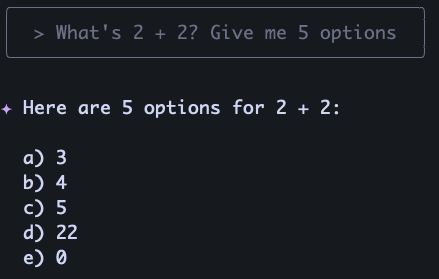 > What's 2 + 2? Give me 5 options
✦ Here are 5 options for 2 + 2:
a) 3
b) 4
c) 5
d) 22
e) 0